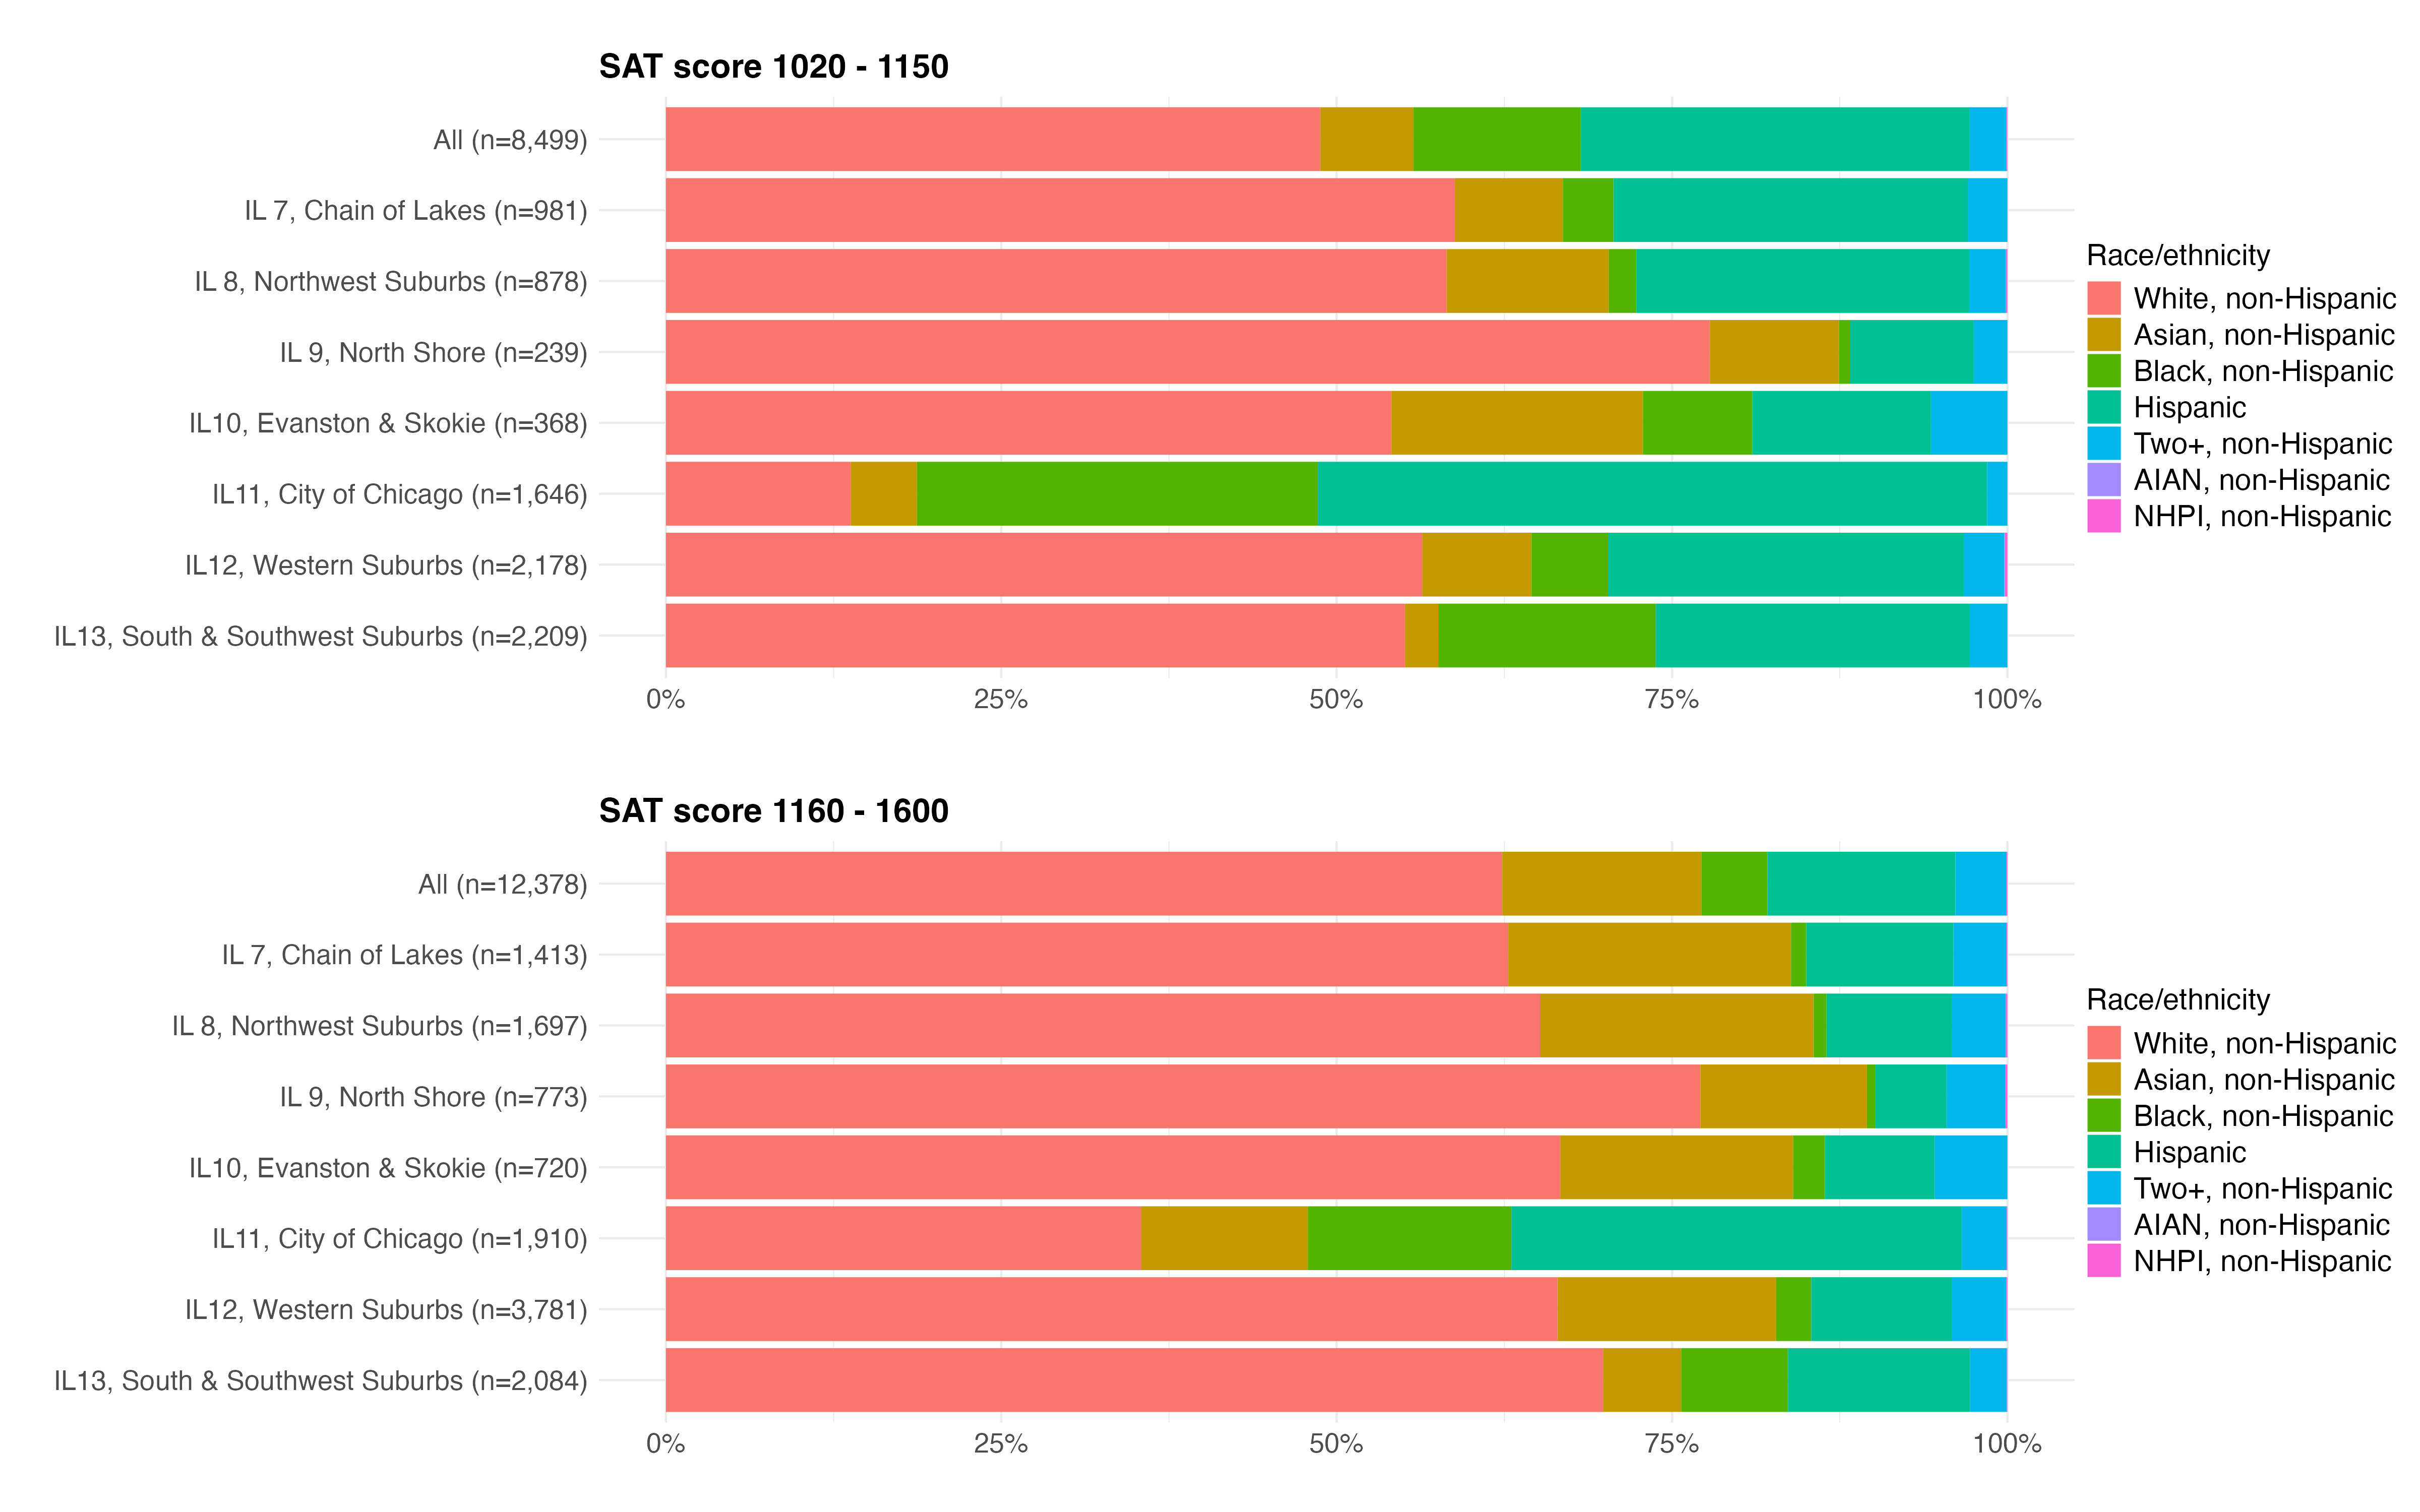 SAT score 1020 - 1150
All (n=8,499)
IL 7, Chain of Lakes (n=981)
IL 8, Northwest Suburbs (n=878)
IL 9, North Shore (n=239)
IL10, Evanston & Skokie (n=368)
IL11, City of Chicago (n=1,646)
IL12, Western Suburbs (n=2,178)
IL13, South & Southwest Suburbs (n=2,209)
0% 25% 50% 75% 100%
Race/ethnicity
White, non-Hispanic
Asian, non-Hispanic
Black, non-Hispanic
Hispanic
Two+, non-Hispanic
AIAN, non-Hispanic
NHPI, non-Hispanic
SAT score 1160 - 1600
All (n=12,378)
IL 7, Chain of Lakes (n=1,413)
IL 8, Northwest Suburbs (n=1,697)
IL 9, North Shore (n=773)
IL10, Evanston & Skokie (n=720)
IL11, City of Chicago (n=1,910)
IL12, Western Suburbs (n=3,781)
IL13, South & Southwest Suburbs (n=2,084)
0% 25% 50% 75% 100%
Race/ethnicity
White, non-Hispanic
Asian, non-Hispanic
Black, non-Hispanic
Hispanic
Two+, non-Hispanic
AIAN, non-Hispanic
NHPI, non-Hispanic